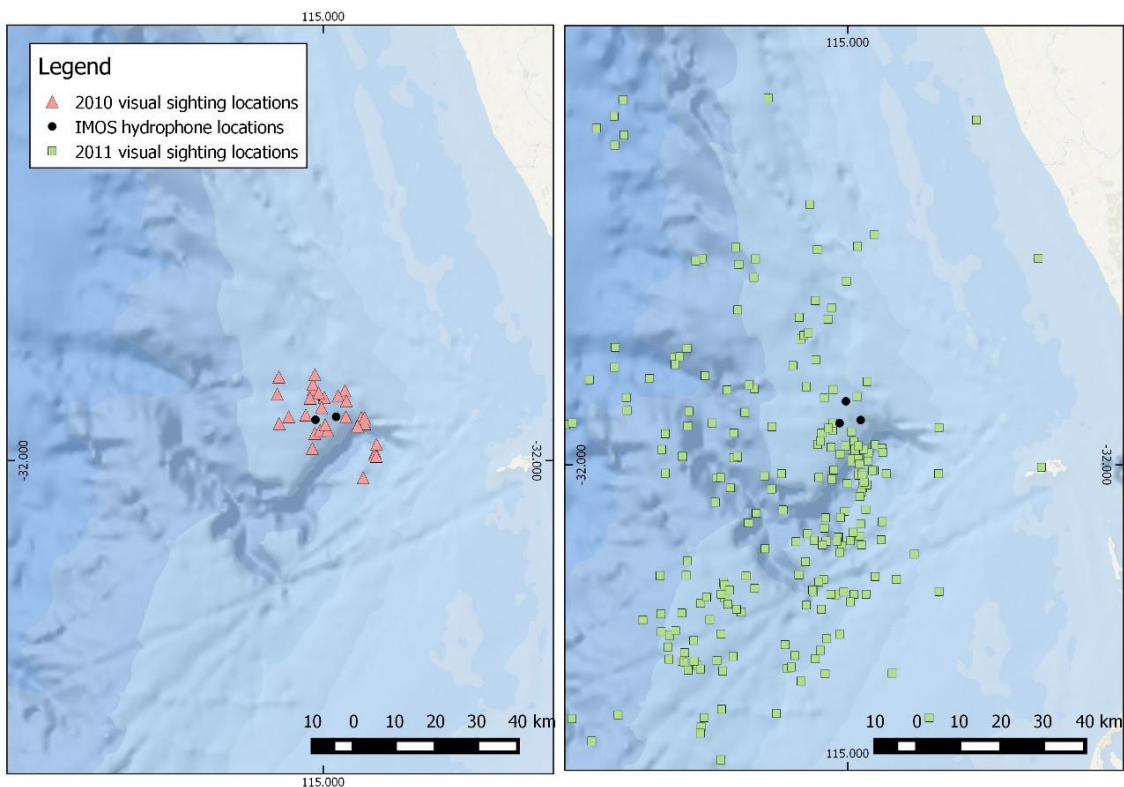 115.000
Legend
2010 visual sighting locations
IMOS hydrophone locations
2011 visual sighting locations
-32.000
-32.000
10 0 10 20 30 40 km
115.000
115.000
-32.000
-32.000
10 0 10 20 30 40 km
115.000